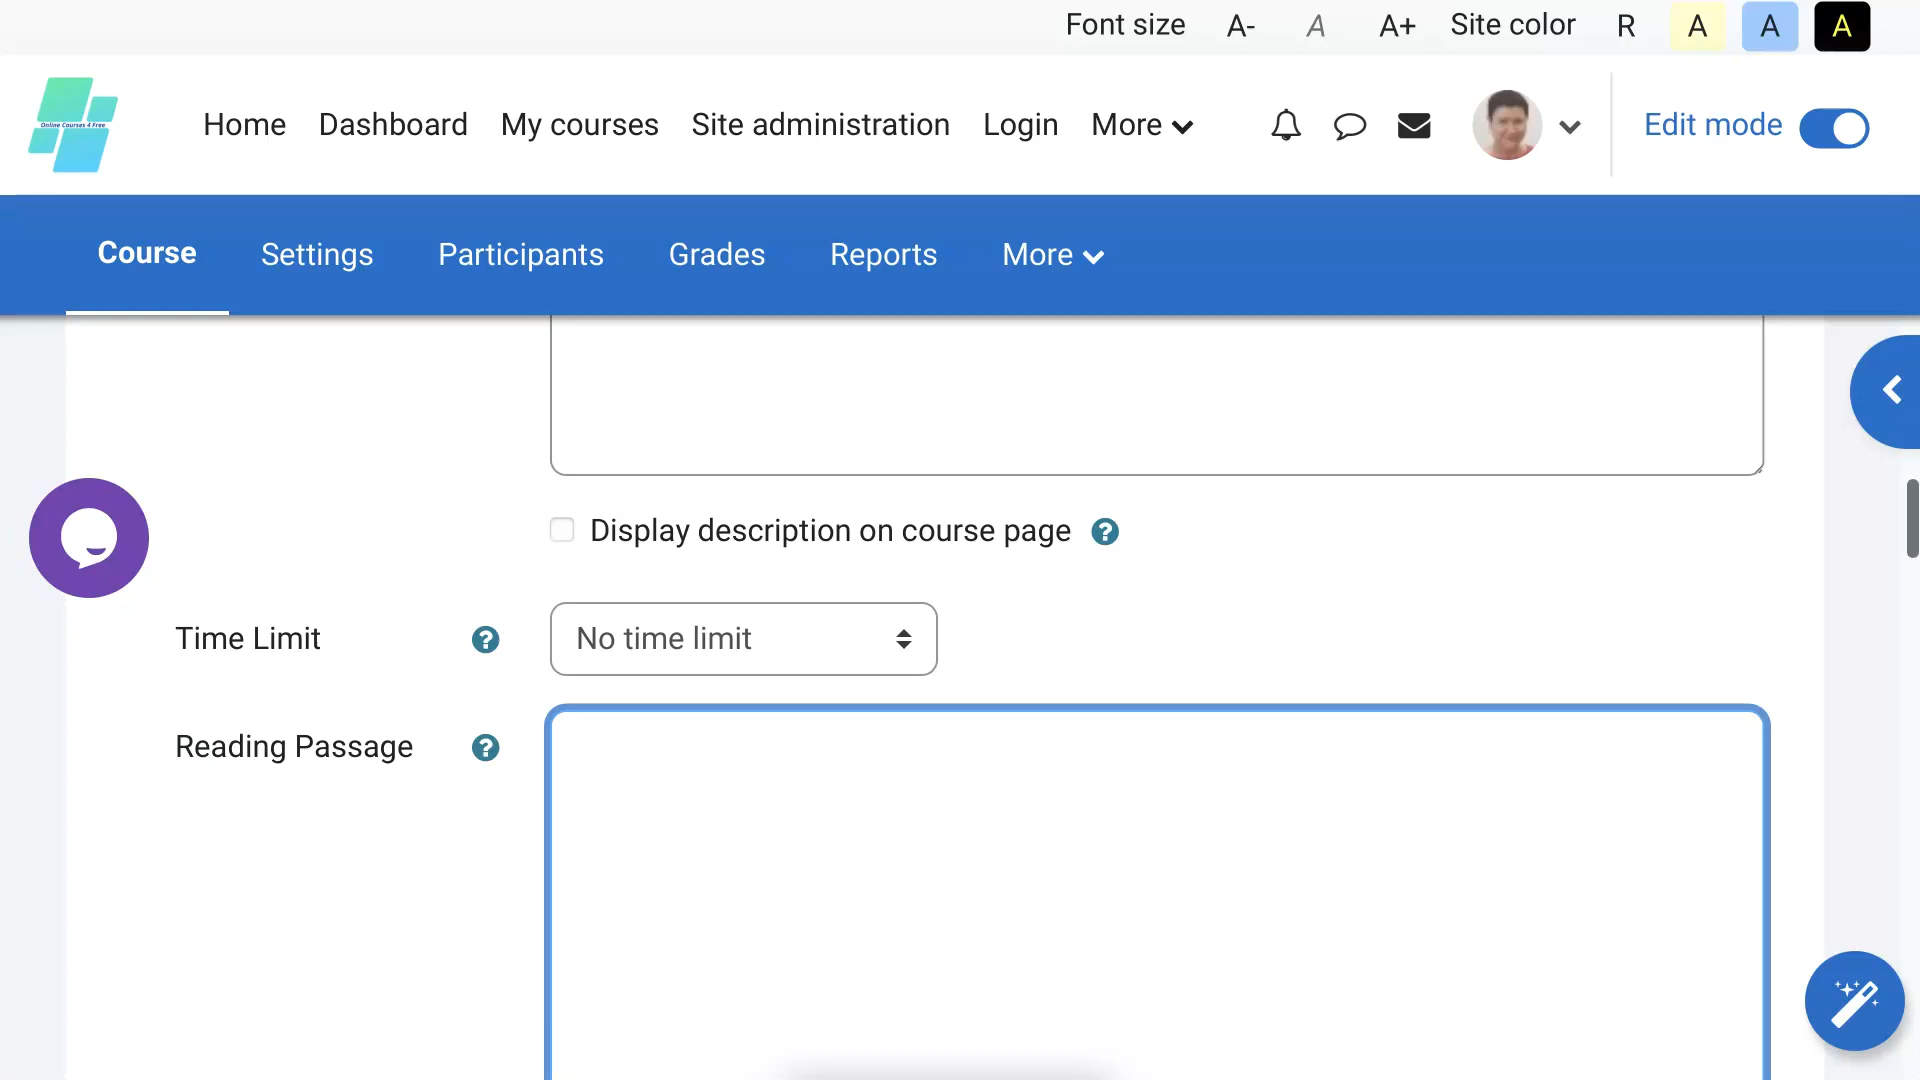 Font size A- A A+ Site color R A A A
Online Courses 4 Free
Home Dashboard My courses Site administration Login More Edit mode
Course Settings Participants Grades Reports More
Display description on course page ?
Time Limit ? No time limit
Reading Passage ?